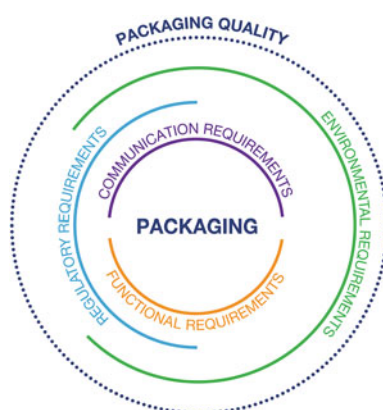 PACKAGING QUALITY
ENVIRONMENTAL REQUIREMENTS
REGULATORY REQUIREMENTS
COMMUNICATION REQUIREMENTS
PACKAGING
FUNCTIONAL REQUIREMENTS